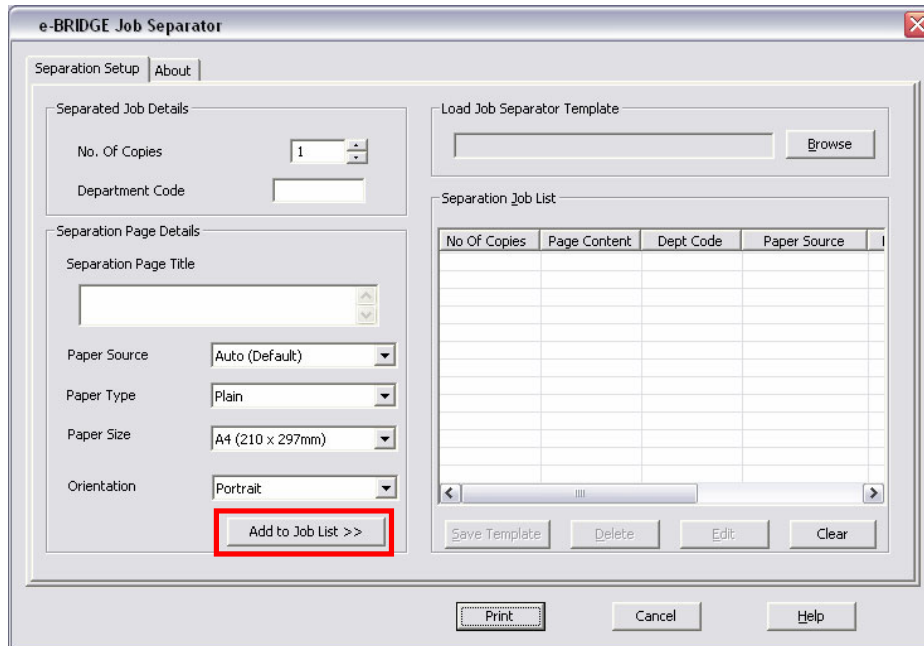 e-BRIDGE Job Separator
Separation Setup
About
Separated Job Details
No. Of Copies
1
Department Code
Separation Page Details
Separation Page Title
Paper Source
Auto (Default)
Paper Type
Plain
Paper Size
A4 (210 x 297mm)
Orientation
Portrait
Add to Job List >>
Load Job Separator Template
Browse
Separation Job List
No Of Copies Page Content Dept Code Paper Source
Save Template Delete Edit Clear
Print Cancel Help